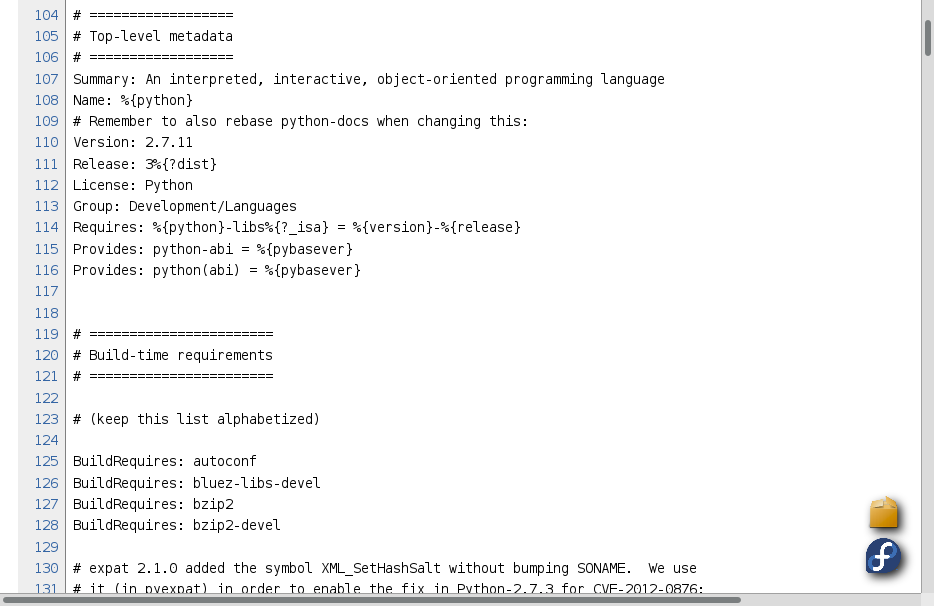 104 # ==================
105 # Top-level metadata
106 # ==================
107 Summary: An interpreted, interactive, object-oriented programming language
108 Name: %{python}
109 # Remember to also rebase python-docs when changing this:
110 Version: 2.7.11
111 Release: 3%{?dist}
112 License: Python
113 Group: Development/Languages
114 Requires: %{python}-libs%{?_isa} = %{version}-%{release}
115 Provides: python-abi = %{pybasever}
116 Provides: python(abi) = %{pybasever}
117
118
119 # =======================
120 # Build-time requirements
121 # =======================
122
123 # (keep this list alphabetized)
124
125 BuildRequires: autoconf
126 BuildRequires: bluez-libs-devel
127 BuildRequires: bzip2
128 BuildRequires: bzip2-devel
129
130 # expat 2.1.0 added the symbol XML_SetHashSalt without bumping SONAME.  We use
131 # it (in pyexpat) in order to enable the fix in Python-2.7.3 for CVE-2012-0876: